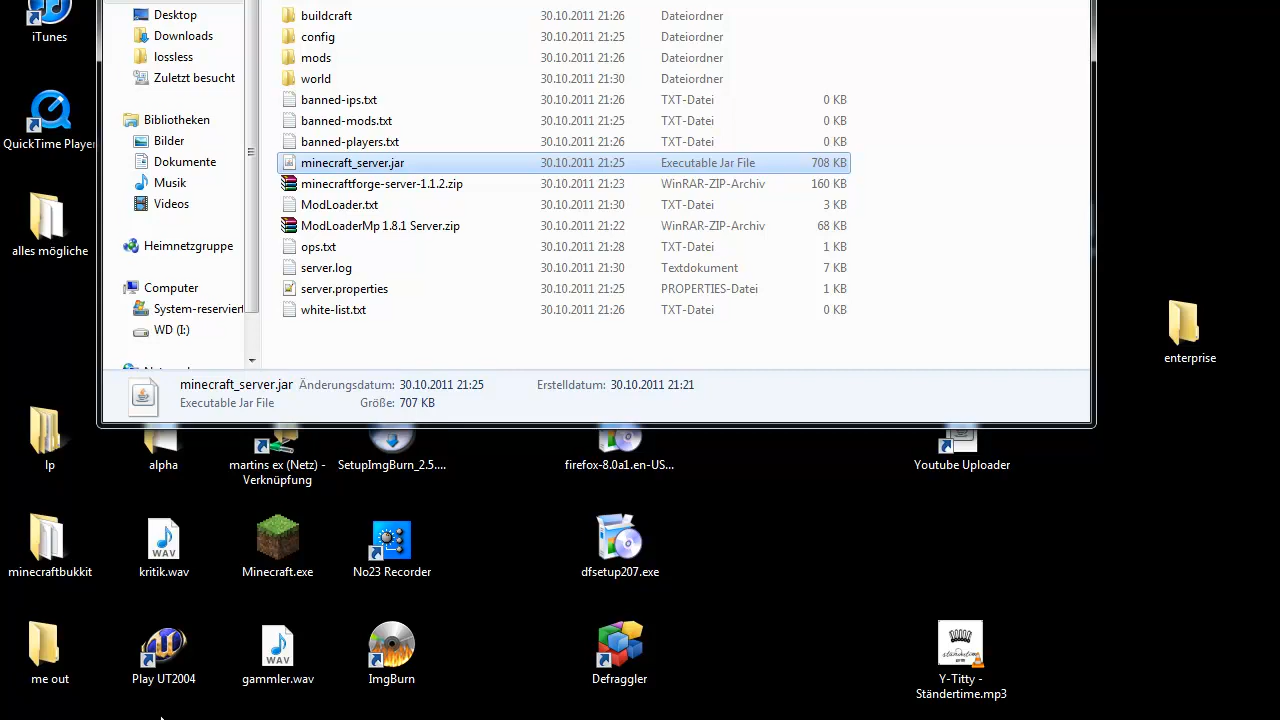 iTunes
QuickTime Player
alles mögliche
Desktop
Downloads
lossless
Zuletzt besucht
Bibliotheken
Bilder
Dokumente
Musik
Videos
Heimnetzgruppe
Computer
System-reserviert
WD (I:)
buildcraft 30.10.2011 21:26 Dateiordner
config 30.10.2011 21:25 Dateiordner
mods 30.10.2011 21:26 Dateiordner
world 30.10.2011 21:30 Dateiordner
banned-ips.txt 30.10.2011 21:26 TXT-Datei 0 KB
banned-mods.txt 30.10.2011 21:25 TXT-Datei 0 KB
banned-players.txt 30.10.2011 21:26 TXT-Datei 0 KB
minecraft_server.jar 30.10.2011 21:25 Executable Jar File 708 KB
minecraftforge-server-1.1.2.zip 30.10.2011 21:23 WinRAR-ZIP-Archiv 160 KB
ModLoader.txt 30.10.2011 21:30 TXT-Datei 3 KB
ModLoaderMp 1.8.1 Server.zip 30.10.2011 21:22 WinRAR-ZIP-Archiv 68 KB
ops.txt 30.10.2011 21:28 TXT-Datei 1 KB
server.log 30.10.2011 21:30 Textdokument 7 KB
server.properties 30.10.2011 21:25 PROPERTIES-Datei 1 KB
white-list.txt 30.10.2011 21:26 TXT-Datei 0 KB
minecraft_server.jar Änderungsdatum: 30.10.2011 21:25 Erstelldatum: 30.10.2011 21:21
Executable Jar File Größe: 707 KB
enterprise
lp
alpha
martins ex (Netz) -
Verknüpfung
SetupImgBurn_2.5....
firefox-8.0a1.en-US...
Youtube Uploader
minecraftbukkit
WAV
kritik.wav
Minecraft.exe
No23 Recorder
dfsetup207.exe
me out
Play UT2004
WAV
gammler.wav
ImgBurn
Defraggler
Y-Titty -
Ständertime.mp3